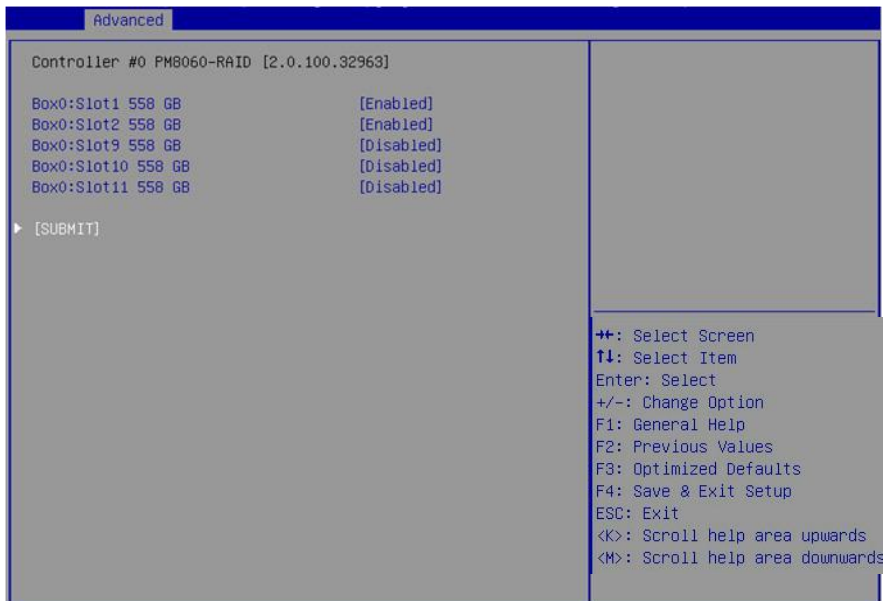 Advanced
Controller #0 PM8060-RAID [2.0.100.32963]
Box0:Slot1 558 GB [Enabled]
Box0:Slot2 558 GB [Enabled]
Box0:Slot9 558 GB [Disabled]
Box0:Slot10 558 GB [Disabled]
Box0:Slot11 558 GB [Disabled]
[SUBMIT]
→←: Select Screen
↑↓: Select Item
Enter: Select
+/-: Change Option
F1: General Help
F2: Previous Values
F3: Optimized Defaults
F4: Save & Exit Setup
ESC: Exit
<K>: Scroll help area upwards
<M>: Scroll help area downwards